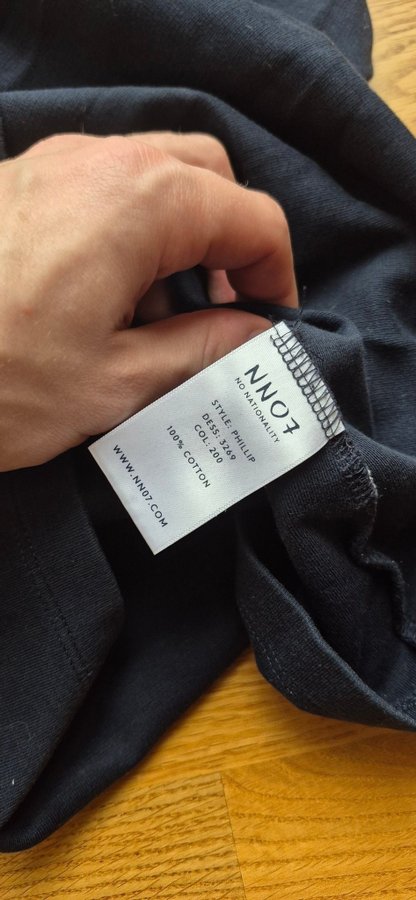 NN07
NO NATIONALITY
STYLE: PHILLIP
DESS: 3269
COL: 200
100% COTTON
WWW.NN07.COM